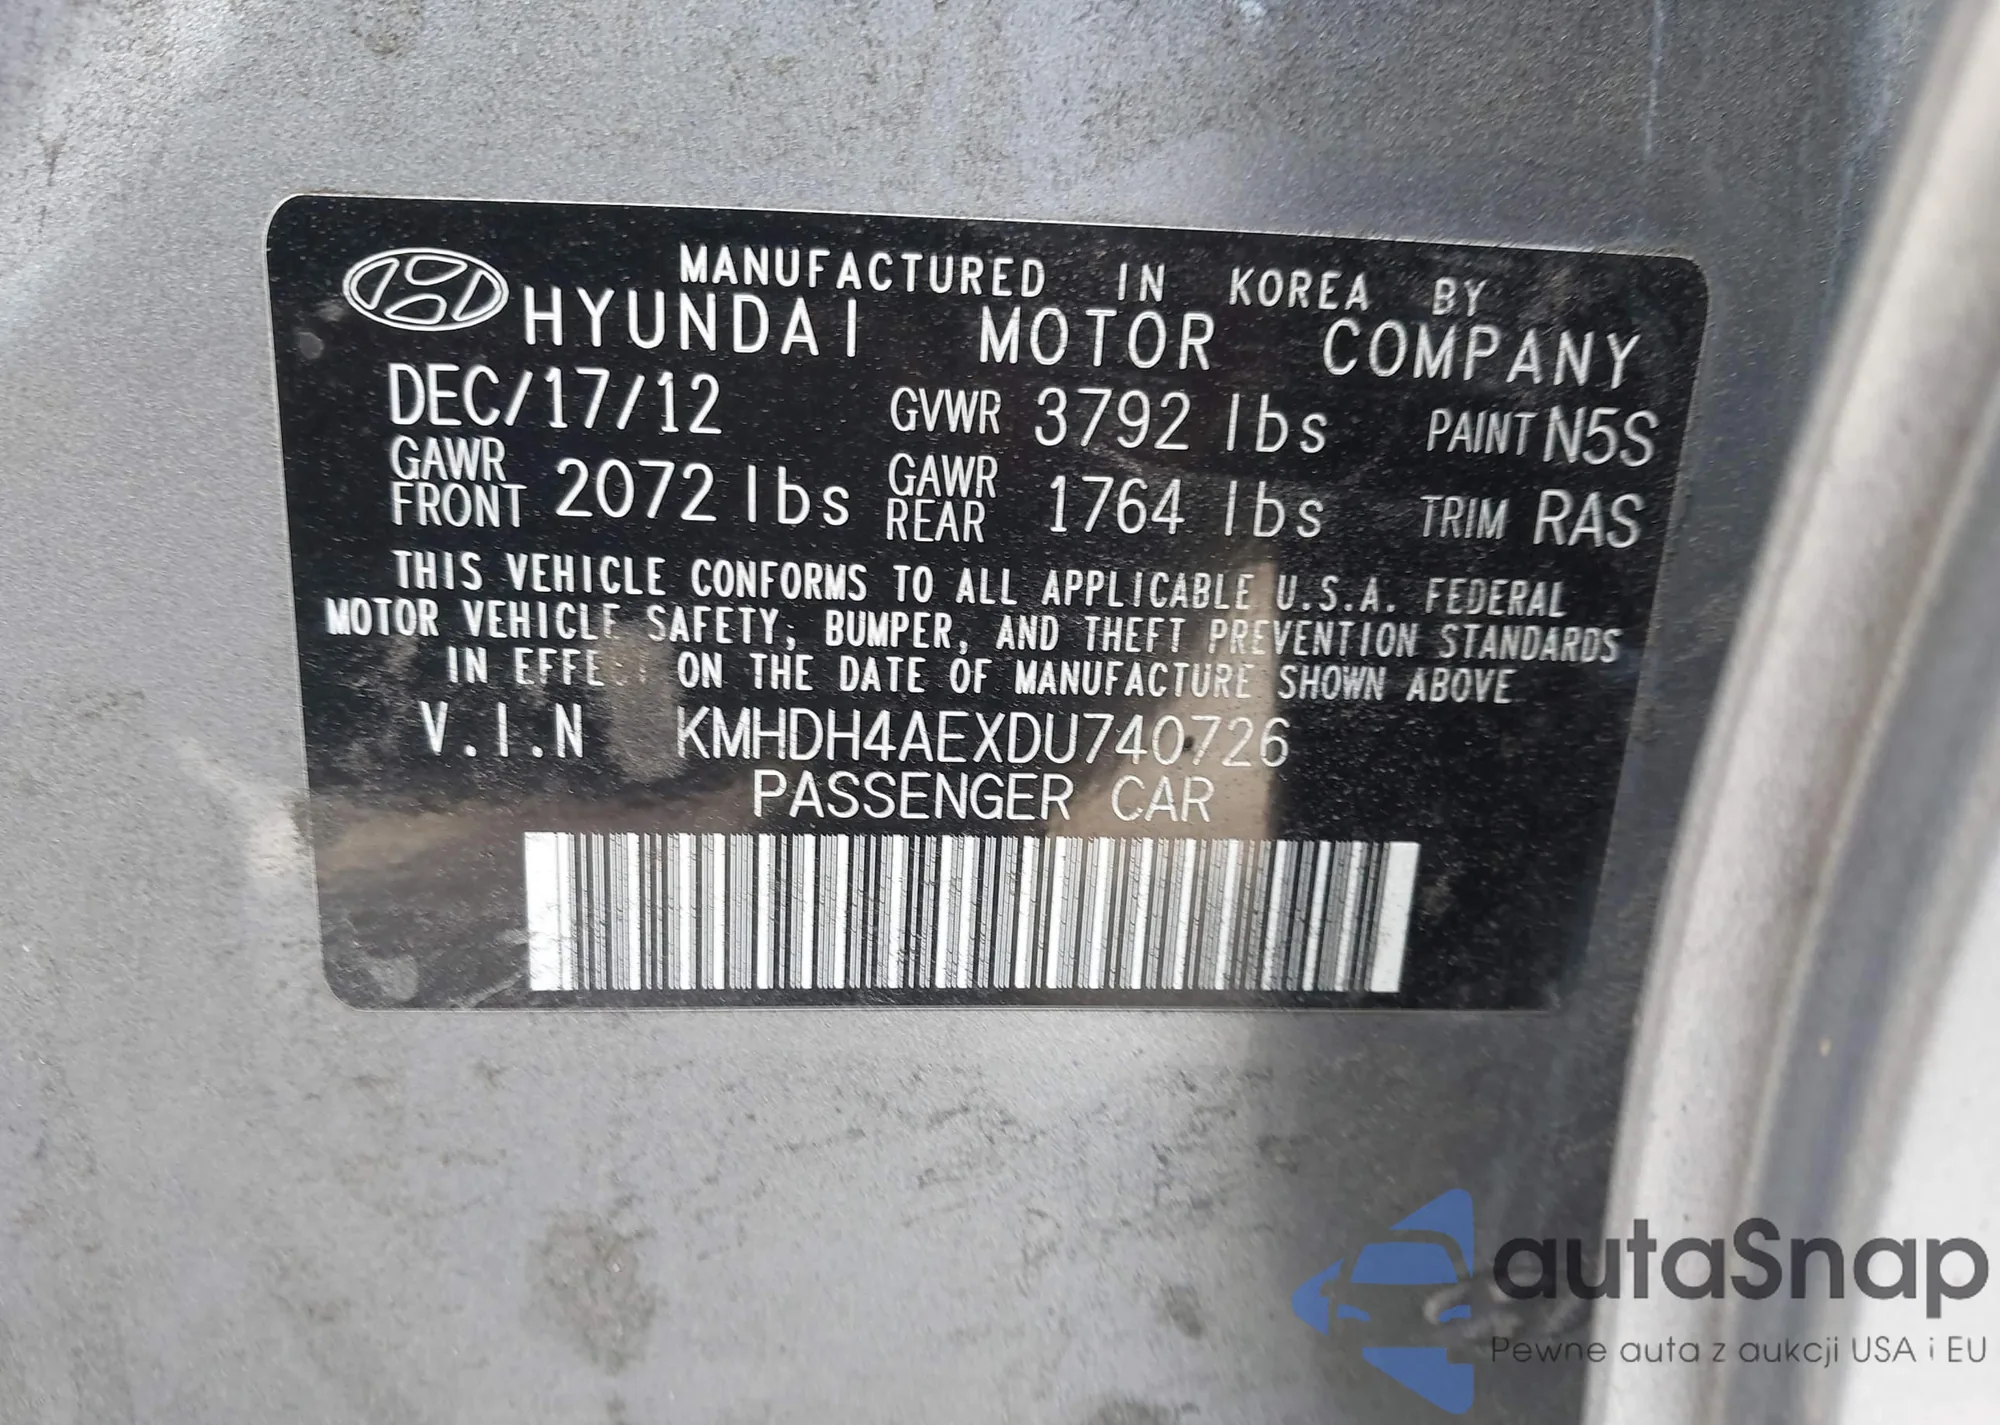 MANUFACTURED IN KOREA BY
HYUNDAI MOTOR COMPANY
DEC/17/12 GVWR 3792 lbs PAINT N5S
GAWR FRONT 2072 lbs GAWR REAR 1764 lbs TRIM RAS
THIS VEHICLE CONFORMS TO ALL APPLICABLE U.S.A. FEDERAL
MOTOR VEHICLE SAFETY, BUMPER, AND THEFT PREVENTION STANDARDS
IN EFFECT ON THE DATE OF MANUFACTURE SHOWN ABOVE
V.I.N KMHDH4AEXDU740726
PASSENGER CAR
autaSnap
Pewne auta z aukcji USA i EU